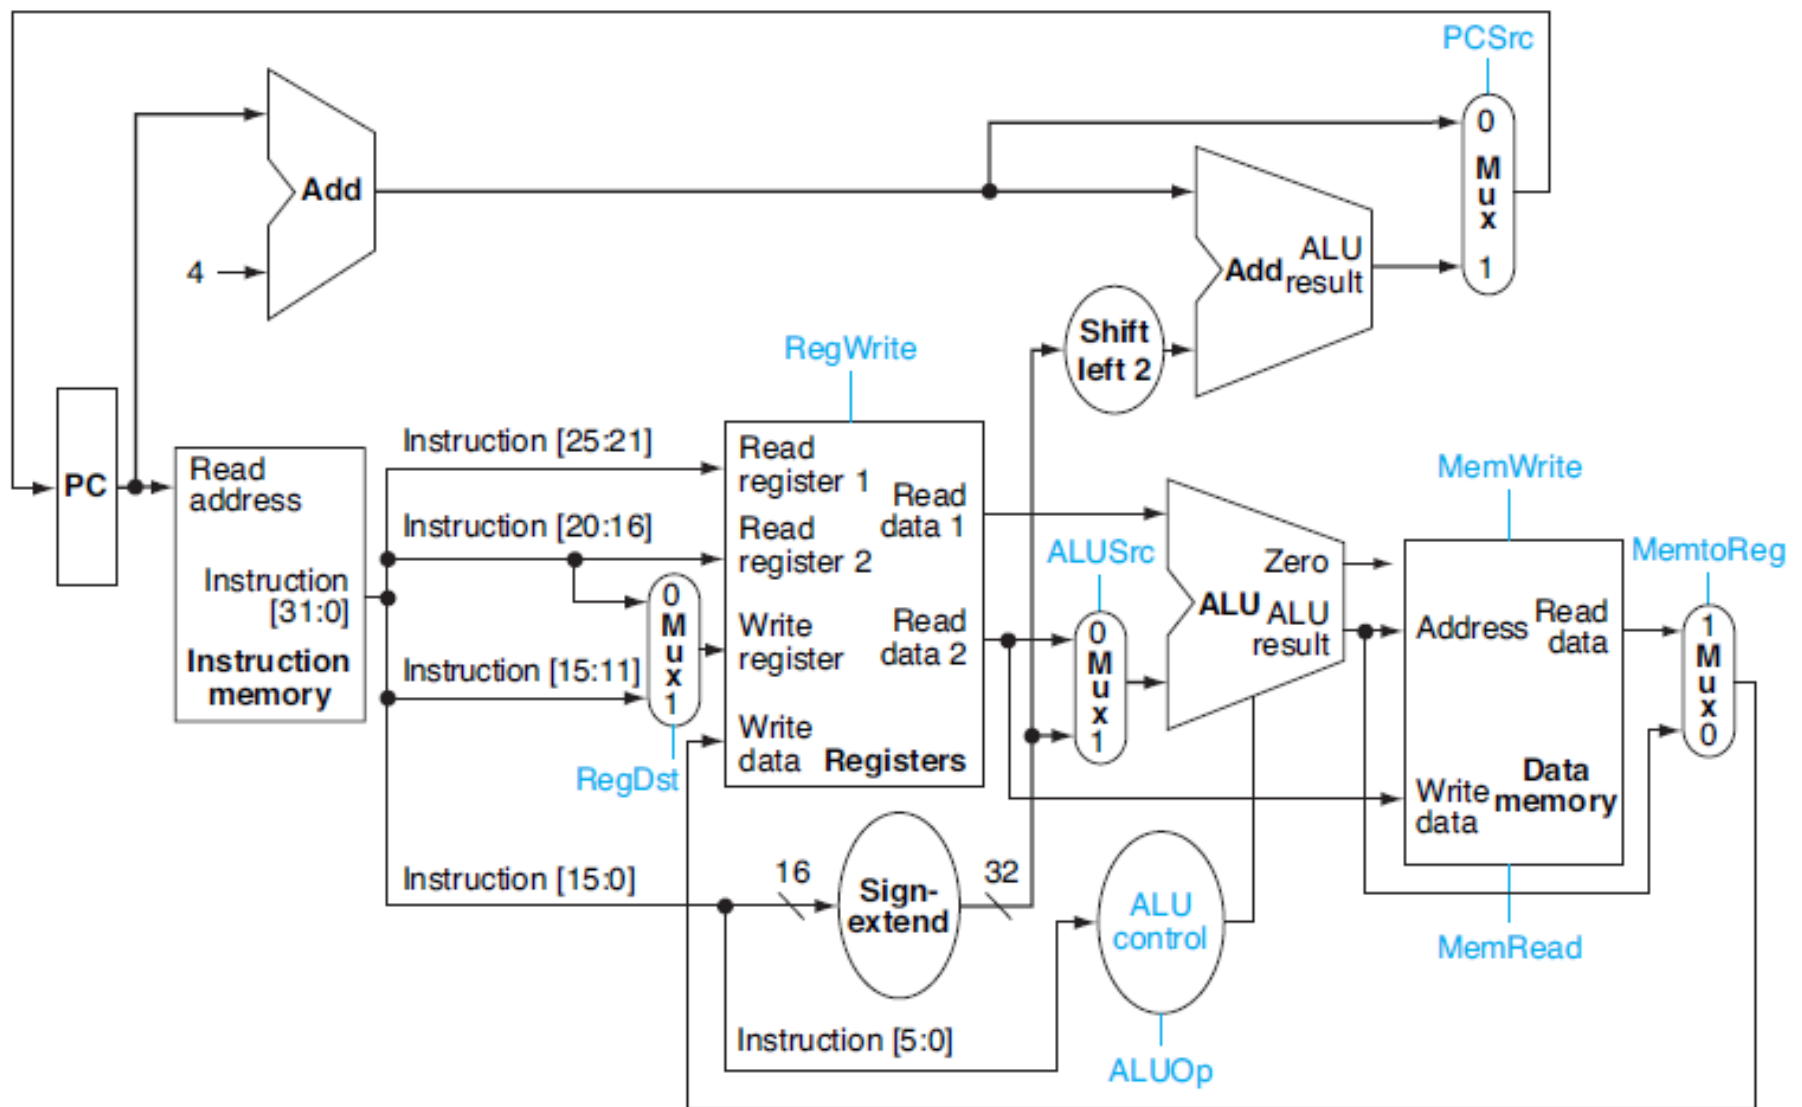 PCSrc
0
M
u
x
1
Add
4
Add
ALU
result
Shift
left 2
RegWrite
PC
Read
address
Instruction
[31:0]
Instruction
memory
Instruction [25:21]
Instruction [20:16]
Instruction [15:11]
Instruction [15:0]
0
M
u
x
1
RegDst
Read
register 1
Read
register 2
Write
register
Write
data
Read
data 1
Read
data 2
Registers
16
Sign-
extend
32
Instruction [5:0]
ALUSrc
0
M
u
x
1
Zero
ALU
ALU
result
ALU
control
ALUOp
MemWrite
Address
Read
data
Write
data
Data
memory
MemRead
MemtoReg
1
M
u
x
0